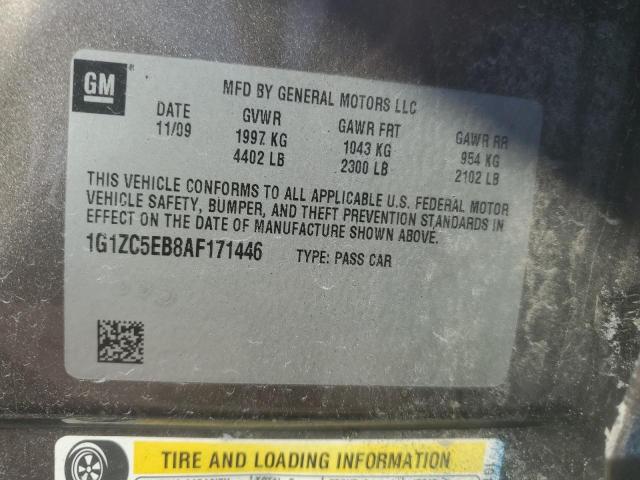 GM
MFD BY GENERAL MOTORS LLC
DATE GVWR GAWR FRT GAWR RR
11/09 1997 KG 1043 KG 954 KG
4402 LB 2300 LB 2102 LB
THIS VEHICLE CONFORMS TO ALL APPLICABLE U.S. FEDERAL MOTOR
VEHICLE SAFETY, BUMPER, AND THEFT PREVENTION STANDARDS IN
EFFECT ON THE DATE OF MANUFACTURE SHOWN ABOVE.
1G1ZC5EB8AF171446 TYPE: PASS CAR
TIRE AND LOADING INFORMATION